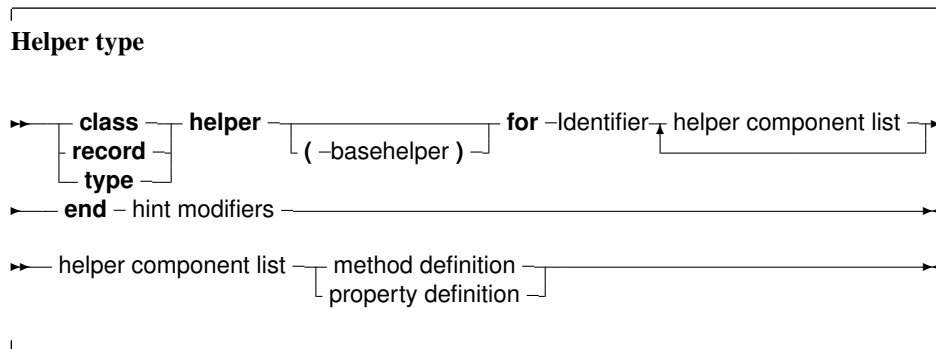 Helper type
class helper for Identifier helper component list
record ( basehelper )
type
end hint modifiers
helper component list method definition
property definition